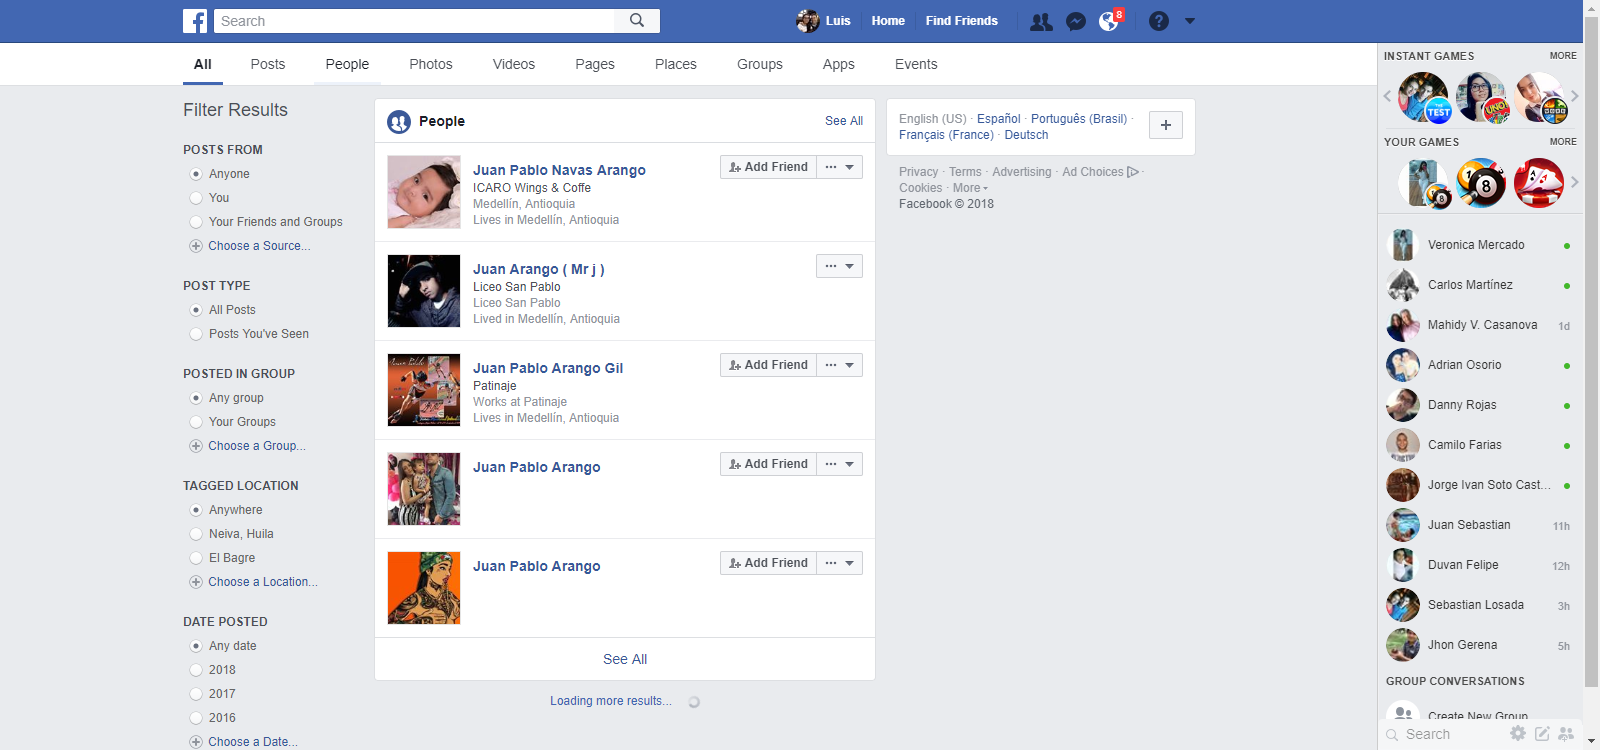 Search
Luis Home Find Friends 8
All Posts People Photos Videos Pages Places Groups Apps Events
Filter Results
POSTS FROM
Anyone
You
Your Friends and Groups
Choose a Source...
POST TYPE
All Posts
Posts You've Seen
POSTED IN GROUP
Any group
Your Groups
Choose a Group...
TAGGED LOCATION
Anywhere
Neiva, Huila
El Bagre
Choose a Location...
DATE POSTED
Any date
2018
2017
2016
Choose a Date...
People See All
Juan Pablo Navas Arango
Add Friend
ICARO Wings & Coffe
Medellín, Antioquia
Lives in Medellín, Antioquia
Juan Arango ( Mr j )
Liceo San Pablo
Liceo San Pablo
Lived in Medellín, Antioquia
Juan Pablo Arango Gil
Add Friend
Patinaje
Works at Patinaje
Lives in Medellín, Antioquia
Juan Pablo Arango
Add Friend
Juan Pablo Arango
Add Friend
See All
Loading more results...
English (US) · Español · Português (Brasil) ·
Français (France) · Deutsch
Privacy · Terms · Advertising · Ad Choices ·
Cookies · More
Facebook © 2018
INSTANT GAMES MORE
THE TEST
UNO
YOUR GAMES MORE
8
8
A A
Veronica Mercado
Carlos Martínez
Mahidy V. Casanova 1d
Adrian Osorio
Danny Rojas
Camilo Farias
Jorge Ivan Soto Cast...
Juan Sebastian 11h
Duvan Felipe 12h
Sebastian Losada 3h
Jhon Gerena 5h
GROUP CONVERSATIONS
Create New Group
Search